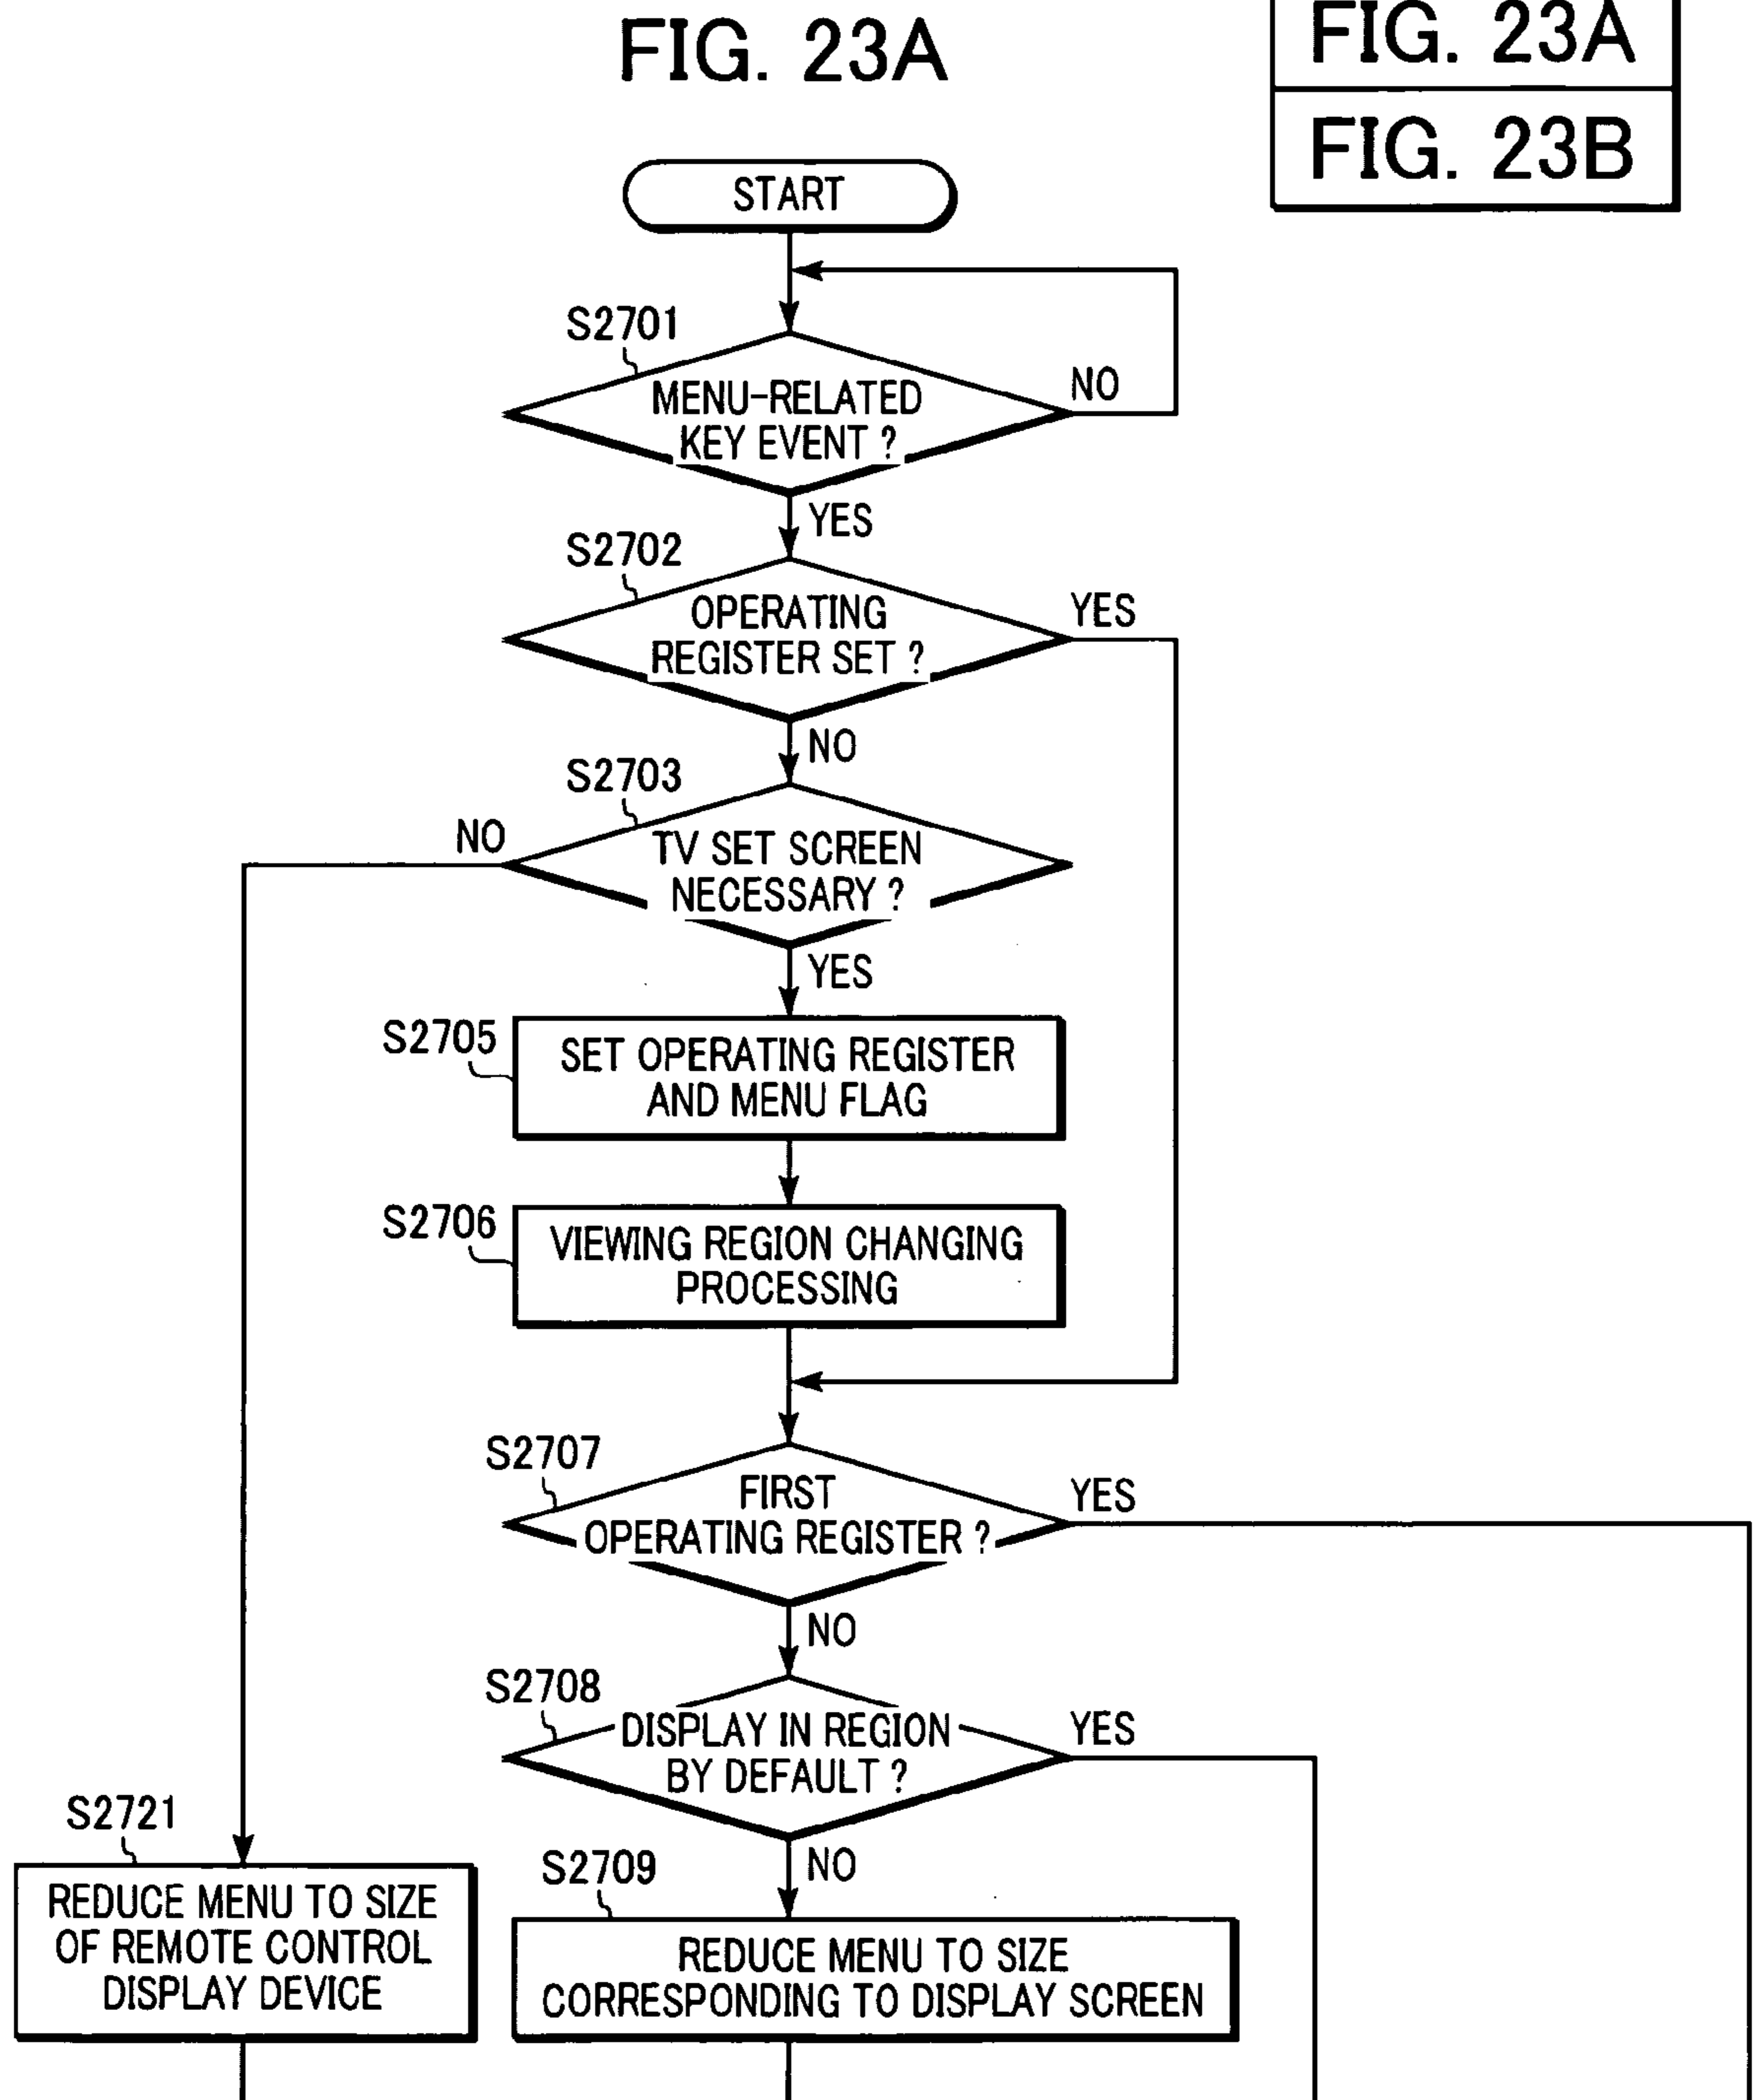 FIG. 23A
FIG. 23A
FIG. 23B
START
S2701
MENU-RELATED
KEY EVENT ?
NO
YES
S2702
OPERATING
REGISTER SET ?
YES
NO
S2703
TV SET SCREEN
NECESSARY ?
NO
YES
S2705
SET OPERATING REGISTER
AND MENU FLAG
S2706
VIEWING REGION CHANGING
PROCESSING
S2707
FIRST
OPERATING REGISTER ?
YES
NO
S2708
DISPLAY IN REGION
BY DEFAULT ?
YES
NO
S2721
REDUCE MENU TO SIZE
OF REMOTE CONTROL
DISPLAY DEVICE
S2709
REDUCE MENU TO SIZE
CORRESPONDING TO DISPLAY SCREEN